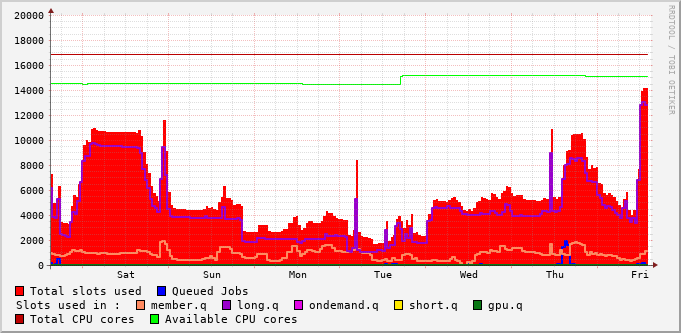 RRDTOOL / TOBI OETIKER
20000
18000
16000
14000
12000
10000
8000
6000
4000
2000
0
Sat Sun Mon Tue Wed Thu Fri
Total slots used Queued Jobs
Slots used in : member.q long.q ondemand.q short.q gpu.q
Total CPU cores Available CPU cores